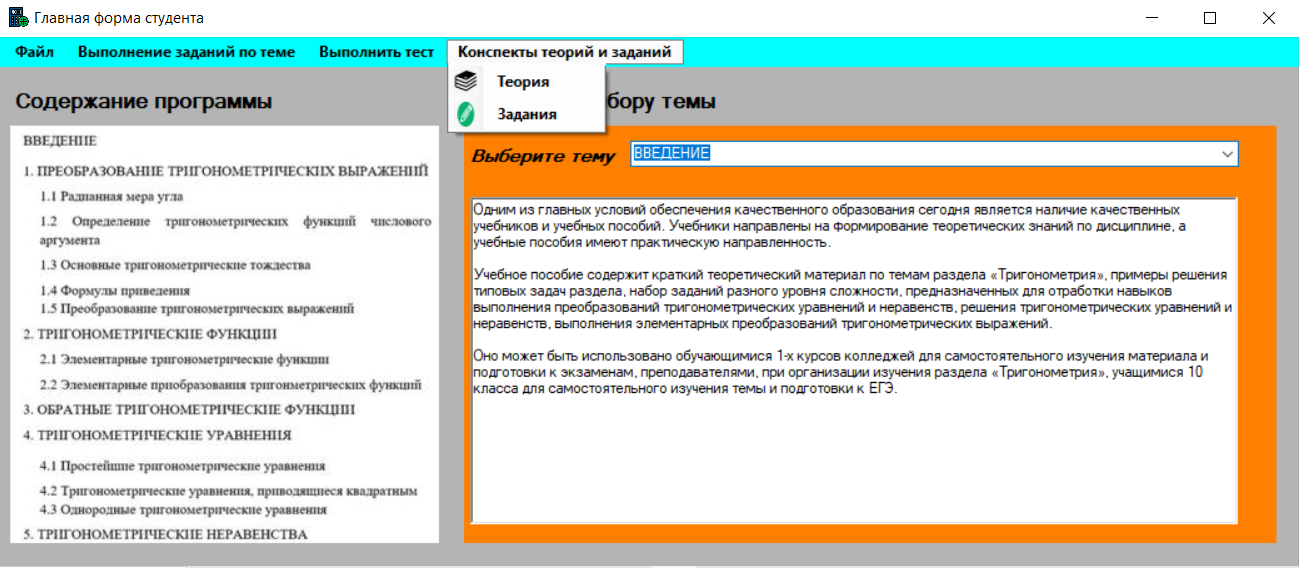 Главная форма студента
Файл Выполнение заданий по теме Выполнить тест Конспекты теорий и заданий
Теория
Задания
Содержание программы
бору темы
ВВЕДЕНИЕ
1. ПРЕОБРАЗОВАНИЕ ТРИГОНОМЕТРИЧЕСКИХ ВЫРАЖЕНИЙ
1.1 Радианная мера угла
1.2 Определение тригонометрических функций числового
аргумента
1.3 Основные тригонометрические тождества
1.4 Формулы приведения
1.5 Преобразование тригонометрических выражений
2. ТРИГОНОМЕТРИЧЕСКИЕ ФУНКЦИИ
2.1 Элементарные тригонометрические функции
2.2 Элементарные приобразования тригонметрических функций
3. ОБРАТНЫЕ ТРИГОНОМЕТРИЧЕСКИЕ ФУНКЦИИ
4. ТРИГОНОМЕТРИЧЕСКИЕ УРАВНЕНИЯ
4.1 Простейшие тригонометрические уравнения
4.2 Тригонометрические уравнения, приводящиеся квадратным
4.3 Однородные тригонометрические уравнения
5. ТРИГОНОМЕТРИЧЕСКИЕ НЕРАВЕНСТВА
Выберите тему ВВЕДЕНИЕ
Одним из главных условий обеспечения качественного образования сегодня является наличие качественных
учебников и учебных пособий. Учебники направлены на формирование теоретических знаний по дисциплине, а
учебные пособия имеют практическую направленность.
Учебное пособие содержит краткий теоретический материал по темам раздела «Тригонометрия», примеры решения
типовых задач раздела, набор заданий разного уровня сложности, предназначенных для отработки навыков
выполнения преобразований тригонометрических уравнений и неравенств, решения тригонометрических уравнений и
неравенств, выполнения элементарных преобразований тригонометрических выражений.
Оно может быть использовано обучающимися 1-х курсов колледжей для самостоятельного изучения материала и
подготовки к экзаменам, преподавателями, при организации изучения раздела «Тригонометрия», учащимися 10
класса для самостоятельного изучения темы и подготовки к ЕГЭ.